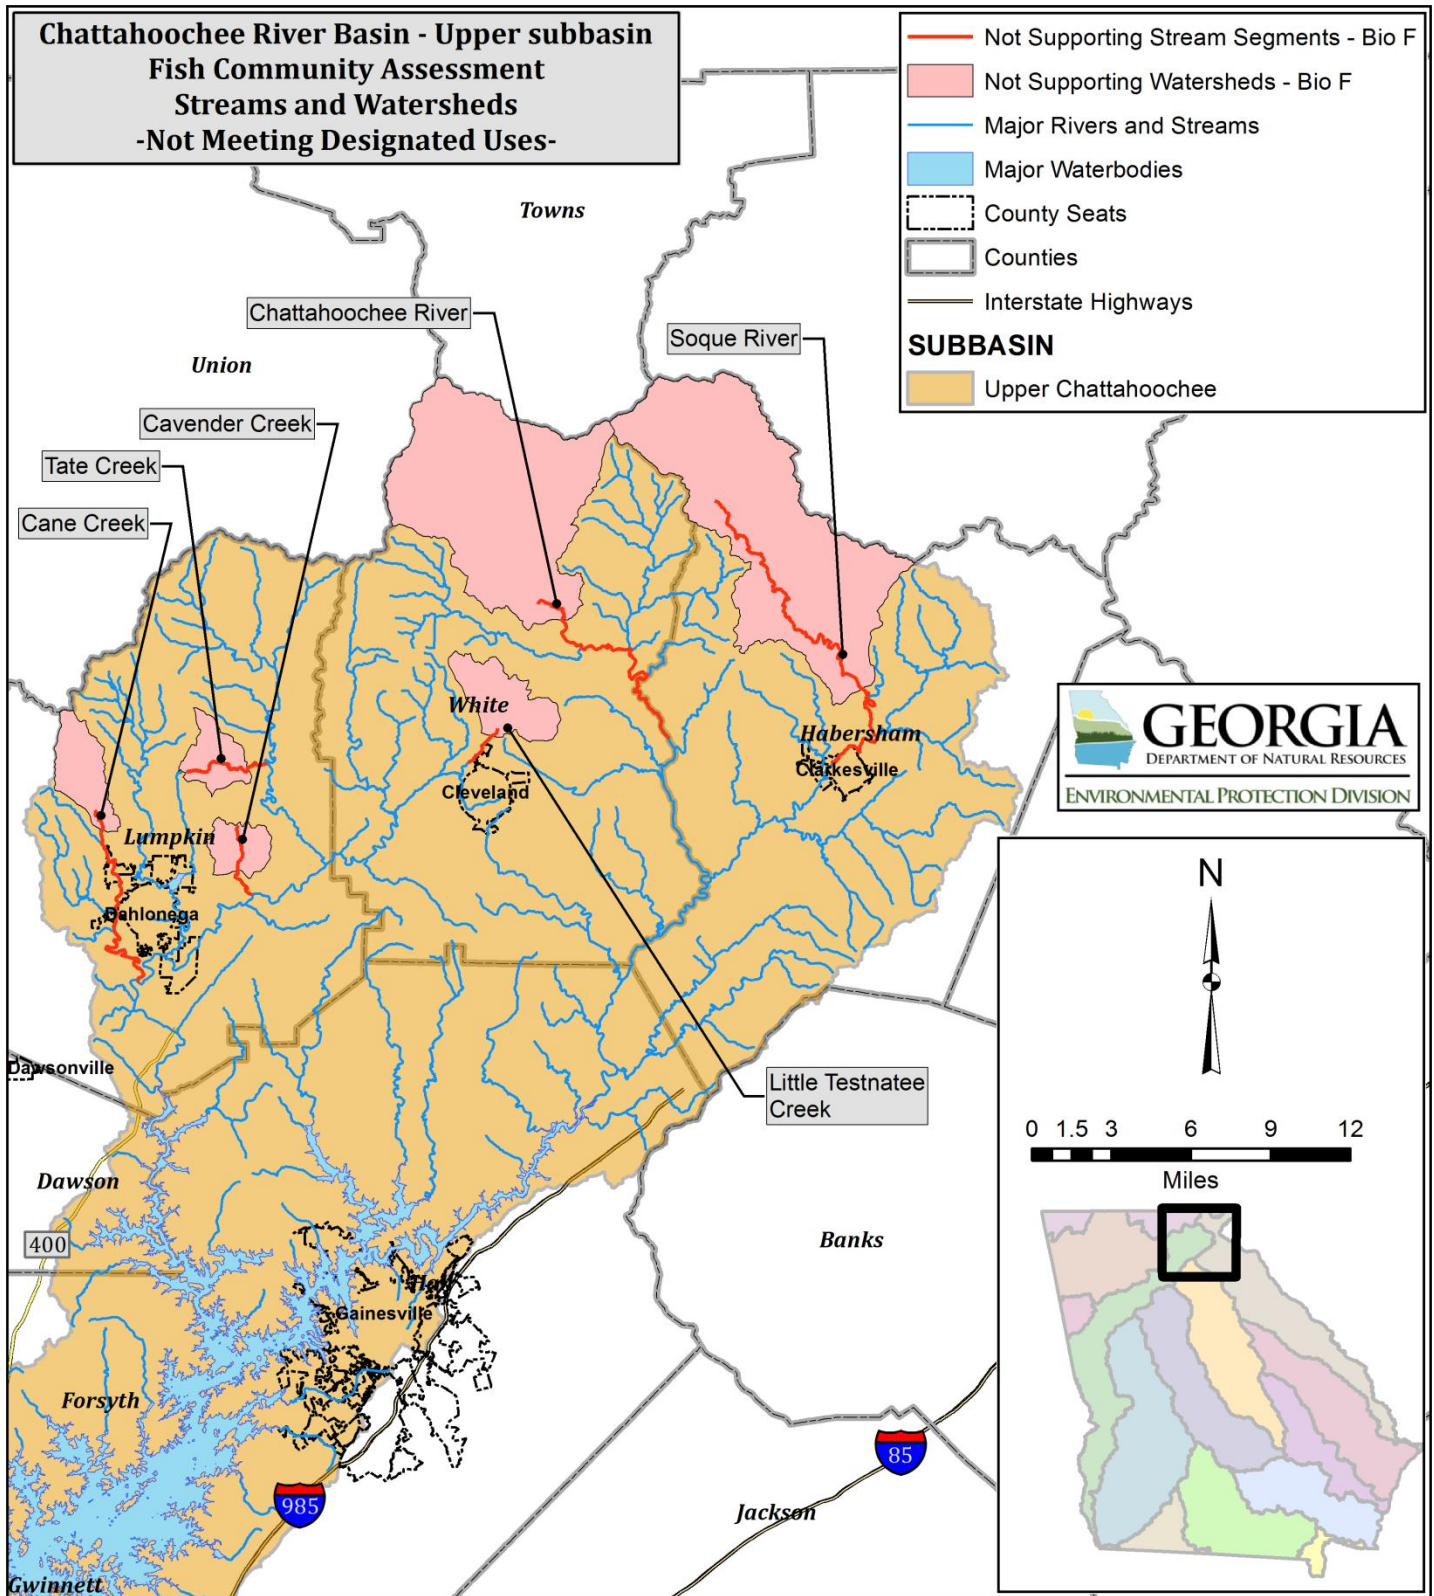 Chattahoochee River Basin - Upper subbasin
Fish Community Assessment
Streams and Watersheds
-Not Meeting Designated Uses-
Not Supporting Stream Segments - Bio F
Not Supporting Watersheds - Bio F
Major Rivers and Streams
Major Waterbodies
County Seats
Counties
Interstate Highways
SUBBASIN
Upper Chattahoochee
Towns
Chattahoochee River
Soque River
Union
Cavender Creek
Tate Creek
Cane Creek
White
Habersham
Clarkesville
Cleveland
Lumpkin
Dahlonega
GEORGIA
DEPARTMENT OF NATURAL RESOURCES
ENVIRONMENTAL PROTECTION DIVISION
N
Dawsonville
Little Testnatee
Creek
0 1.5 3 6 9 12
Miles
Dawson
400
Banks
Hall
Gainesville
Forsyth
85
985
Jackson
Gwinnett